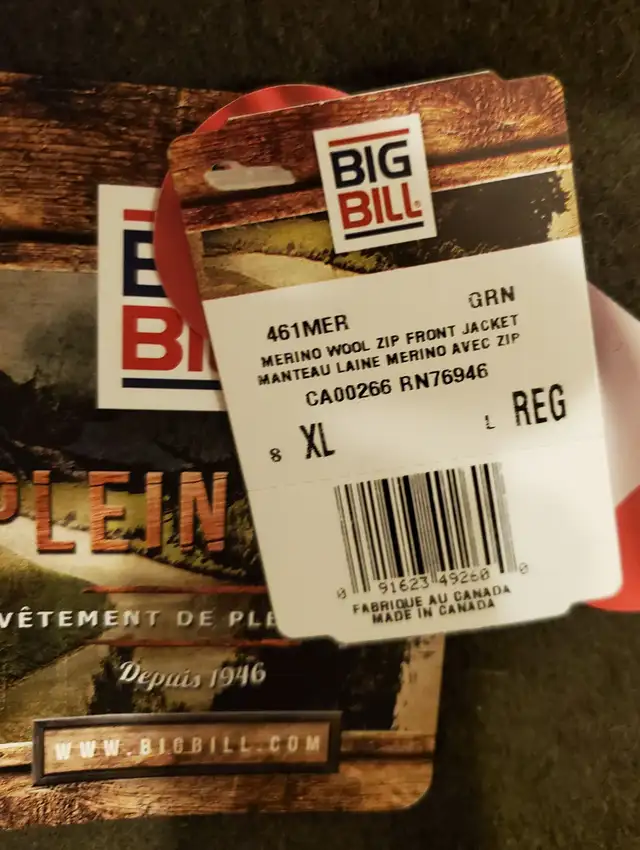 BIG
BILL®
461MER GRN
MERINO WOOL ZIP FRONT JACKET
MANTEAU LAINE MERINO AVEC ZIP
CA00266 RN76946
8 XL L REG
0 91623 49260 0
FABRIQUE AU CANADA
MADE IN CANADA
B
BI
PLEIN
VÊTEMENT DE PLE
Depuis 1946
WWW.BIGBILL.COM